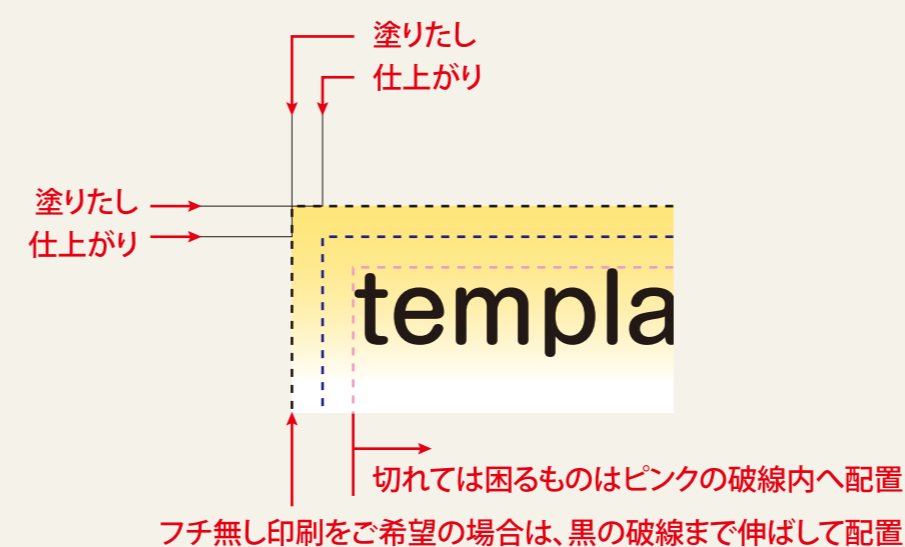 塗りたし
仕上がり
塗りたし
仕上がり
templa
切れては困るものはピンクの破線内へ配置
フチ無し印刷をご希望の場合は、黒の破線まで伸ばして配置